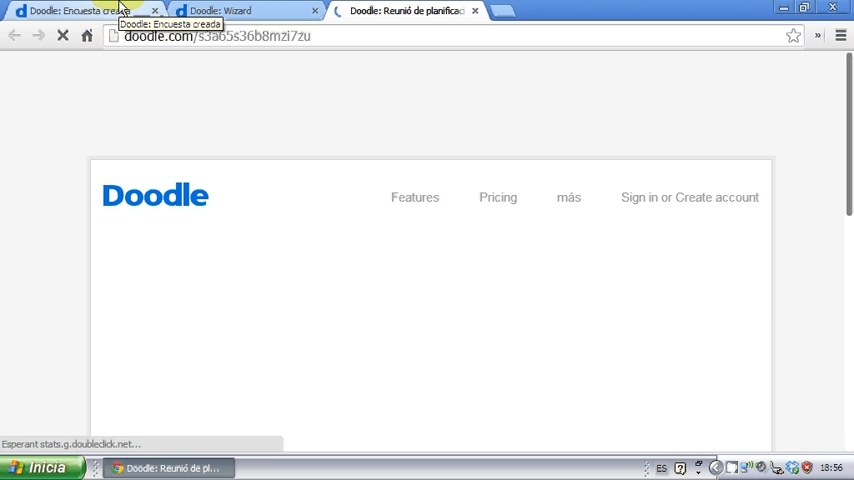 Doodle: Encuesta creada
Doodle: Wizard
Doodle: Reunió de planificac
Doodle: Encuesta creada
doodle.com/s3a65s36b8mzi7zu
Doodle
Features
Pricing
más
Sign in or Create account
Esperant stats.g.doubleclick.net...
Inicia
Doodle: Reunió de pl...
ES
18:56